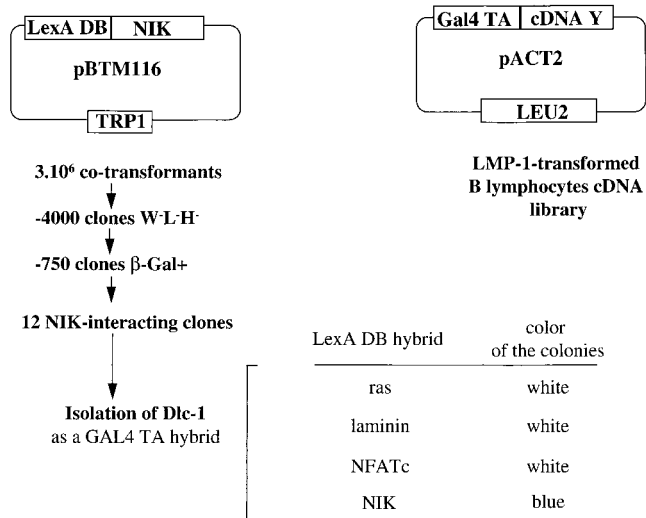 LexA DB NIK
pBTM116
TRP1
Gal4 TA cDNA Y
pACT2
LEU2
LMP-1-transformed
B lymphocytes cDNA
library
3.10⁶ co-transformants
-4000 clones W⁻L⁻H⁻
-750 clones β-Gal+
12 NIK-interacting clones
Isolation of Dlc-1
as a GAL4 TA hybrid
LexA DB hybrid color
of the colonies
ras white
laminin white
NFATc white
NIK blue